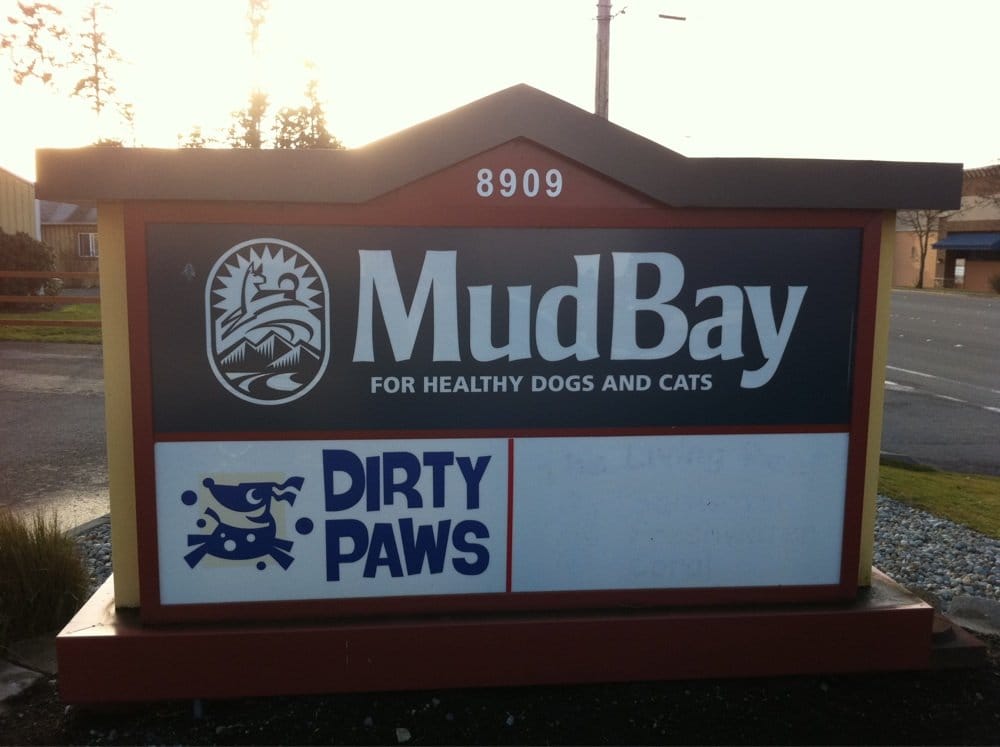 8909
MudBay
FOR HEALTHY DOGS AND CATS
DIRTY
PAWS